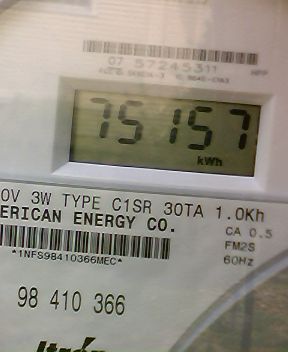 07 57245311
75157
kWh
0V 3W TYPE C1SR 30TA 1.0Kh
ERICAN ENERGY CO.
CA 0.5
FM2S
60Hz
*1NFS98410366MEC*
98 410 366
Itrón